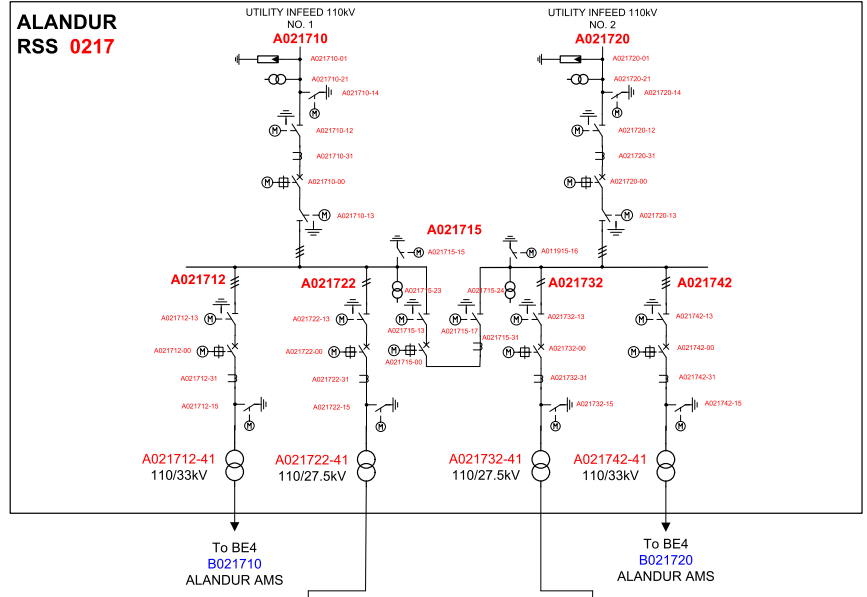 ALANDUR
RSS 0217
UTILITY INFEED 110kV
NO. 1
A021710
A021710-01
A021710-21
A021710-14
M
M
A021710-12
A021710-31
M
A021710-00
M
A021710-13
UTILITY INFEED 110kV
NO. 2
A021720
A021720-01
A021720-21
A021720-14
M
M
A021720-12
A021720-31
M
A021720-00
M
A021720-13
A021715
M
A021715-15
M
A011915-16
A021712
A021722
A021732
A021742
A021715-23
A021715-24
A021712-13
M
A021722-13
M
A021715-13
M
A021715-17
M
A021732-13
M
A021742-13
M
A021715-31
A021712-00
M
A021722-00
M
M
A021715-00
M
A021732-00
M
A021742-00
A021712-31
A021722-31
A021732-31
A021742-31
A021712-15
M
A021722-15
M
A021732-15
M
A021742-15
M
A021712-41
110/33kV
A021722-41
110/27.5kV
A021732-41
110/27.5kV
A021742-41
110/33kV
To BE4
B021710
ALANDUR AMS
To BE4
B021720
ALANDUR AMS